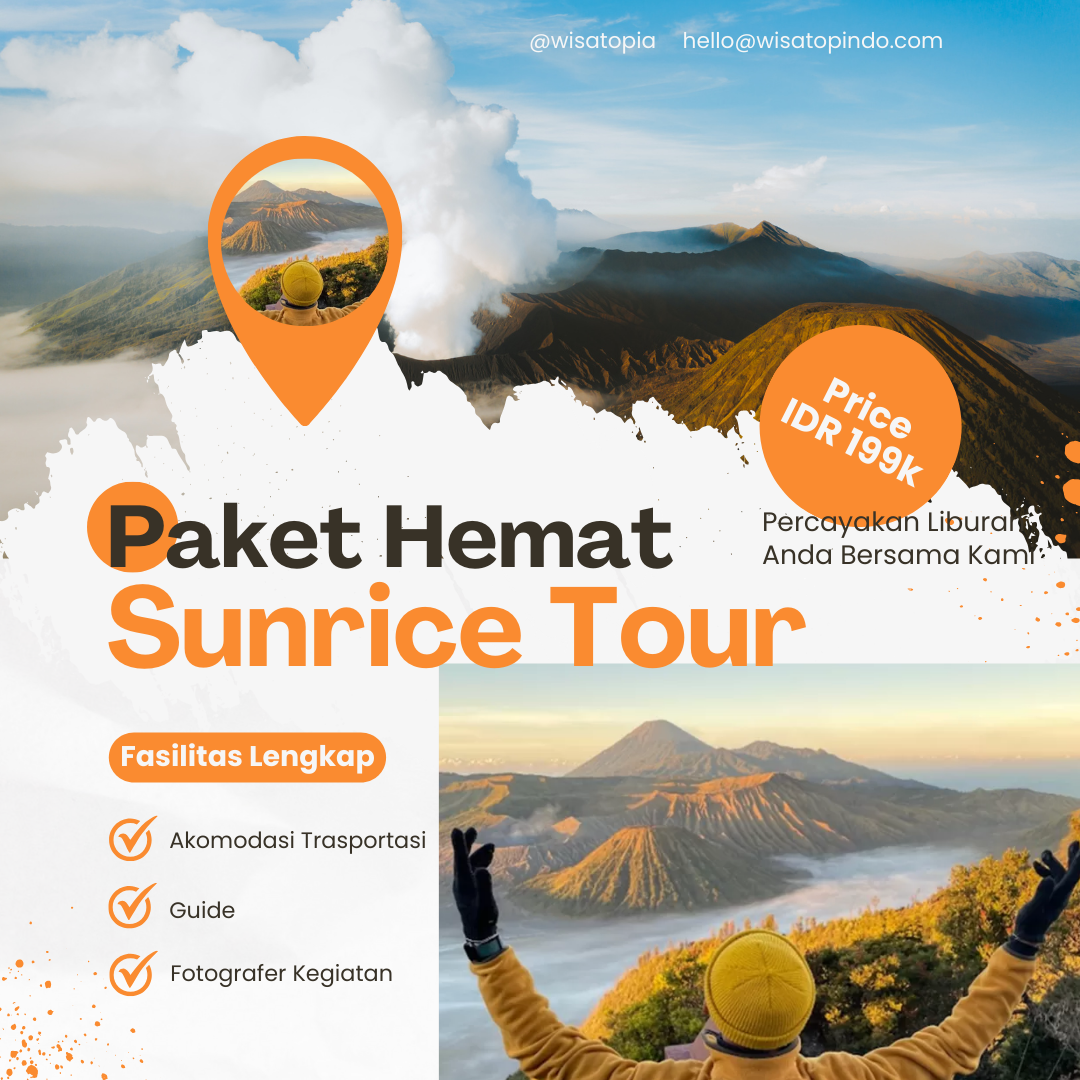 @wisatopia hello@wisatopindo.com
Price
IDR 199k
Percayakan Liburan
Anda Bersama Kami
Paket Hemat
Sunrice Tour
Fasilitas Lengkap
Akomodasi Trasportasi
Guide
Fotografer Kegiatan